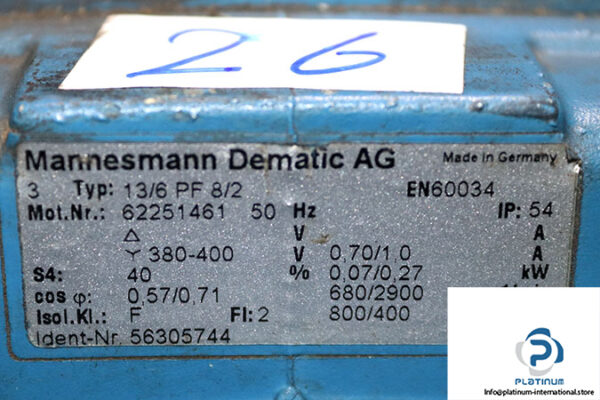 26
Mannesmann Dematic AG Made in Germany
3 Typ: 13/6 PF 8/2 EN60034
Mot.Nr.: 62251461 50 Hz IP: 54
△ V A
Y 380-400 V 0,70/1,0 A
S4: 40 % 0,07/0,27 kW
cos φ: 0,57/0,71 680/2900
Isol.Kl.: F FI: 2 800/400
Ident-Nr. 56305744
PLATINUM
info@platinum-international.store